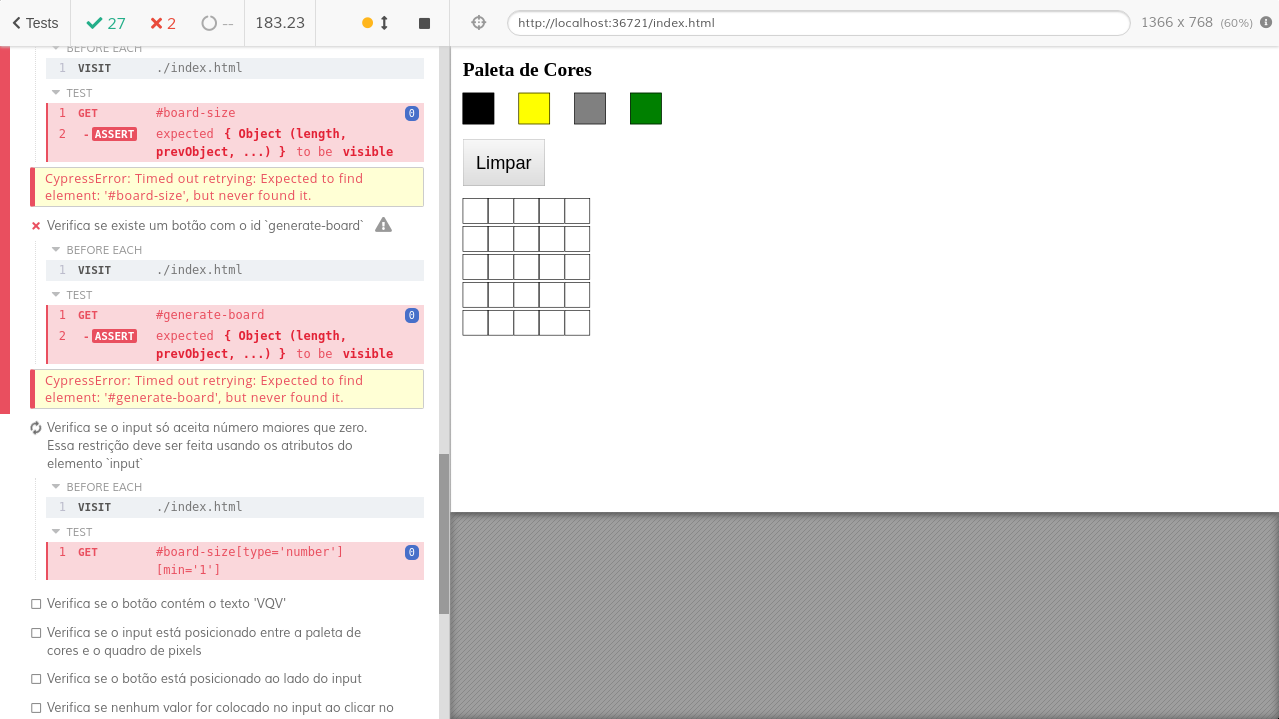 Tests 27 2 -- 183.23
http://localhost:36721/index.html 1366 x 768 (60%)
BEFORE EACH
1 VISIT ./index.html
TEST
1 GET #board-size 0
2 -ASSERT expected { Object (length,
prevObject, ...) } to be visible
CypressError: Timed out retrying: Expected to find
element: '#board-size', but never found it.
Verifica se existe um botão com o id `generate-board`
BEFORE EACH
1 VISIT ./index.html
TEST
1 GET #generate-board 0
2 -ASSERT expected { Object (length,
prevObject, ...) } to be visible
CypressError: Timed out retrying: Expected to find
element: '#generate-board', but never found it.
Verifica se o input só aceita número maiores que zero.
Essa restrição deve ser feita usando os atributos do
elemento `input`
BEFORE EACH
1 VISIT ./index.html
TEST
1 GET #board-size[type='number'] 0
[min='1']
Verifica se o botão contém o texto 'VQV'
Verifica se o input está posicionado entre a paleta de
cores e o quadro de pixels
Verifica se o botão está posicionado ao lado do input
Verifica se nenhum valor for colocado no input ao clicar no
Paleta de Cores
Limpar